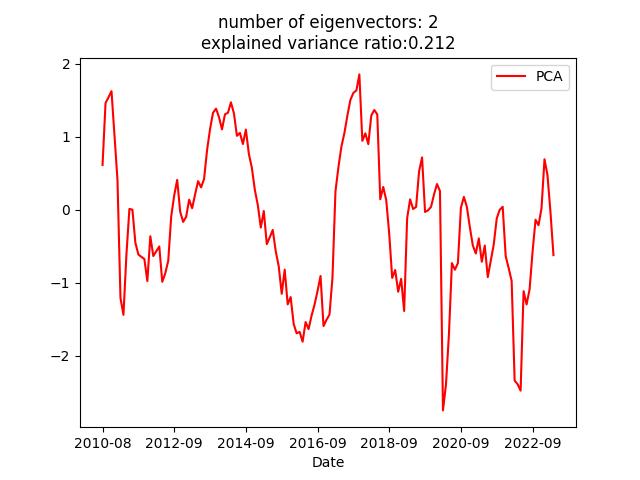 number of eigenvectors: 2
explained variance ratio:0.212
PCA
2
1
0
−1
−2
2010-08 2012-09 2014-09 2016-09 2018-09 2020-09 2022-09
Date